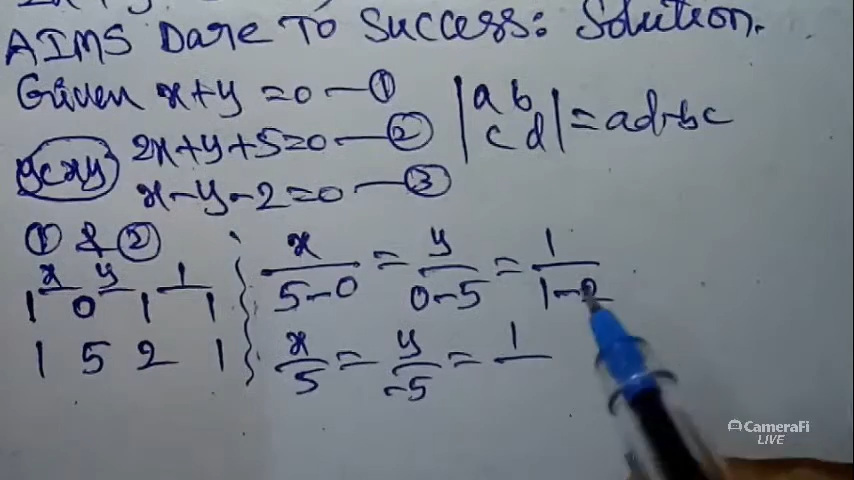 AIMS Dare To Success: Solution.
Given x+y=0 — ①
|a b c d| = ad-bc
ycxy 2x+y+5=0 — ②
x-y-2=0 — ③
① & ②
x y 1
1 0 1 1
1 5 2 1
x/5-0 = y/0-5 = 1/1-2
x/5 = y/-5 = 1/
CameraFi
LIVE